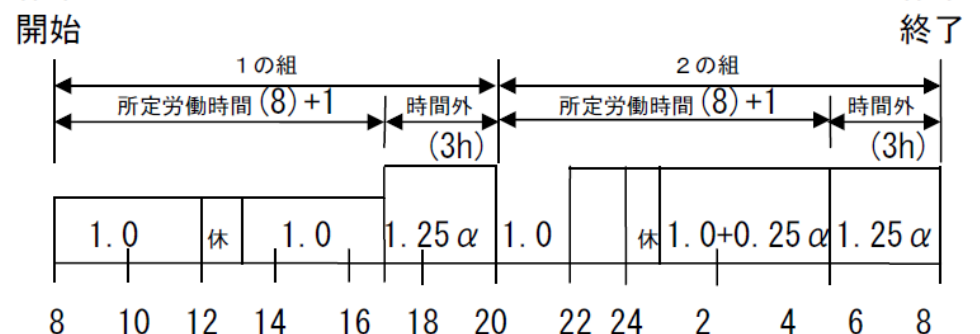 開始 終了
1の組 2の組
所定労働時間(8)+1 時間外 所定労働時間(8)+1 時間外
(3h) (3h)
1.0 休 1.0 1.25α 1.0 休 1.0+0.25α 1.25α
8 10 12 14 16 18 20 22 24 2 4 6 8